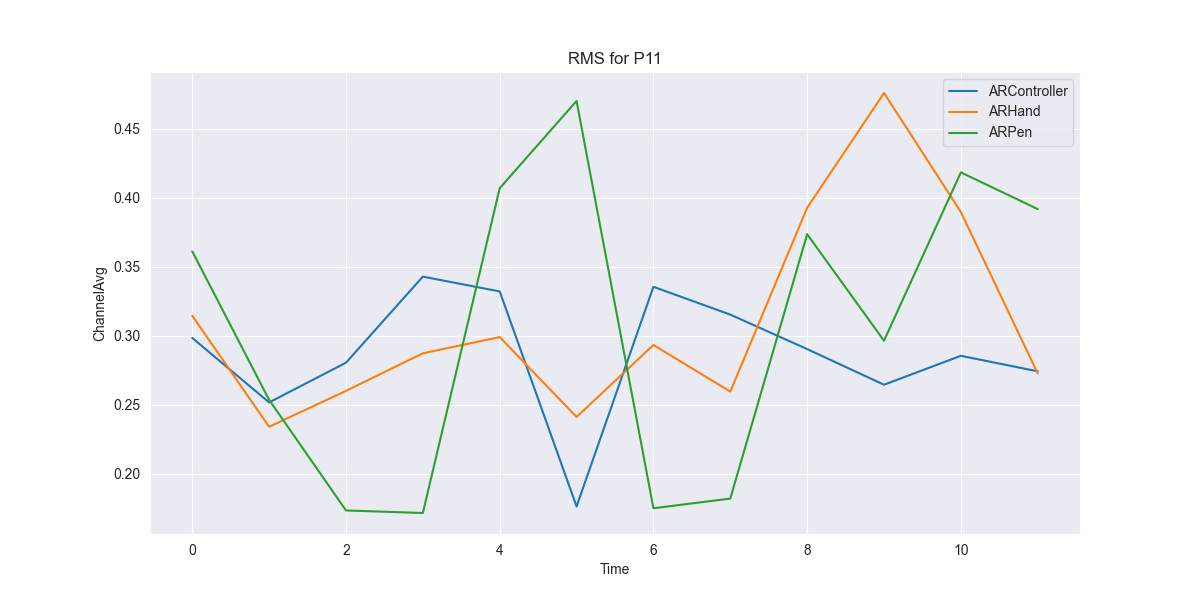 RMS for P11
ARController
ARHand
ARPen
ChannelAvg
0.45
0.40
0.35
0.30
0.25
0.20
0 2 4 6 8 10
Time